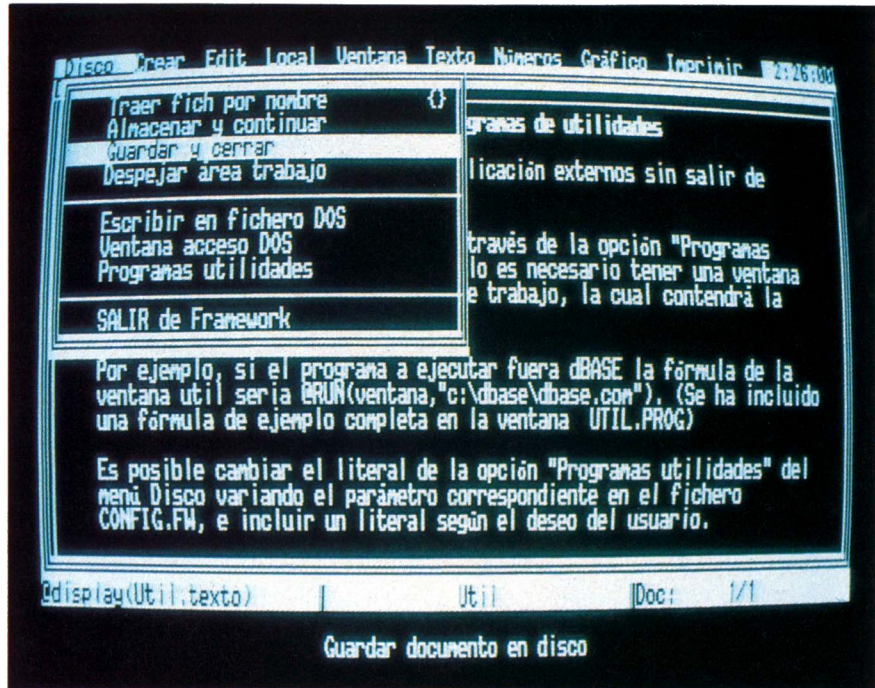 Disco Crear Edit Local Ventana Texto Números Gráfico Imprimir 2:26:00
[
Traer fich por nombre {}
Almacenar y continuar
Guardar y cerrar
Despejar área trabajo
Escribir en fichero DOS
Ventana acceso DOS
Programas utilidades
SALIR de Framework
gramas de utilidades
licación externos sin salir de
través de la opción "Programas
lo es necesario tener una ventana
e trabajo, la cual contendrá la
Por ejemplo, si el programa a ejecutar fuera dBASE la fórmula de la
ventana util seria @RUN(ventana,"c:\dbase\dbase.com"). (Se ha incluido
una fórmula de ejemplo completa en la ventana UTIL.PROG)
Es posible cambiar el literal de la opción "Programas utilidades" del
menú Disco variando el parámetro correspondiente en el fichero
CONFIG.FW, e incluir un literal según el deseo del usuario.
@display(Util.texto) | Util |Doc: 1/1
Guardar documento en disco